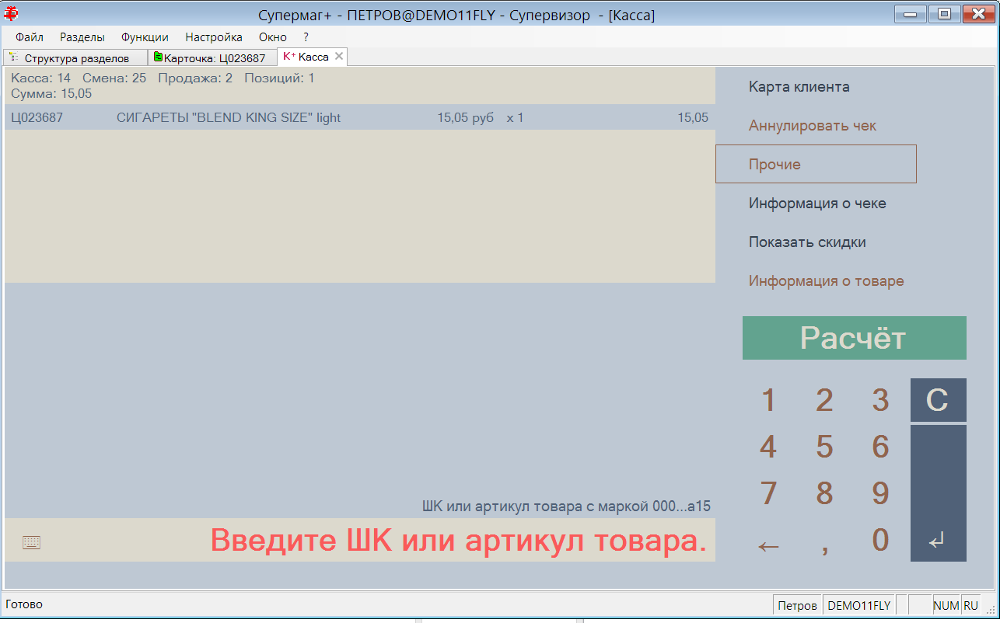 Супермаг+ - ПЕТРОВ@DEMO11FLY - Супервизор - [Касса]
Файл Разделы Функции Настройка Окно ?
Структура разделов Карточка: Ц023687 К+ Касса
Касса: 14 Смена: 25 Продажа: 2 Позиций: 1
Сумма: 15,05
Ц023687 СИГАРЕТЫ "BLEND KING SIZE" light 15,05 руб x 1 15,05
Карта клиента
Аннулировать чек
Прочие
Информация о чеке
Показать скидки
Информация о товаре
Расчёт
1 2 3 C
4 5 6
7 8 9
← , 0 ↵
ШК или артикул товара с маркой 000...a15
Введите ШК или артикул товара.
Готово Петров DEMO11FLY NUM RU